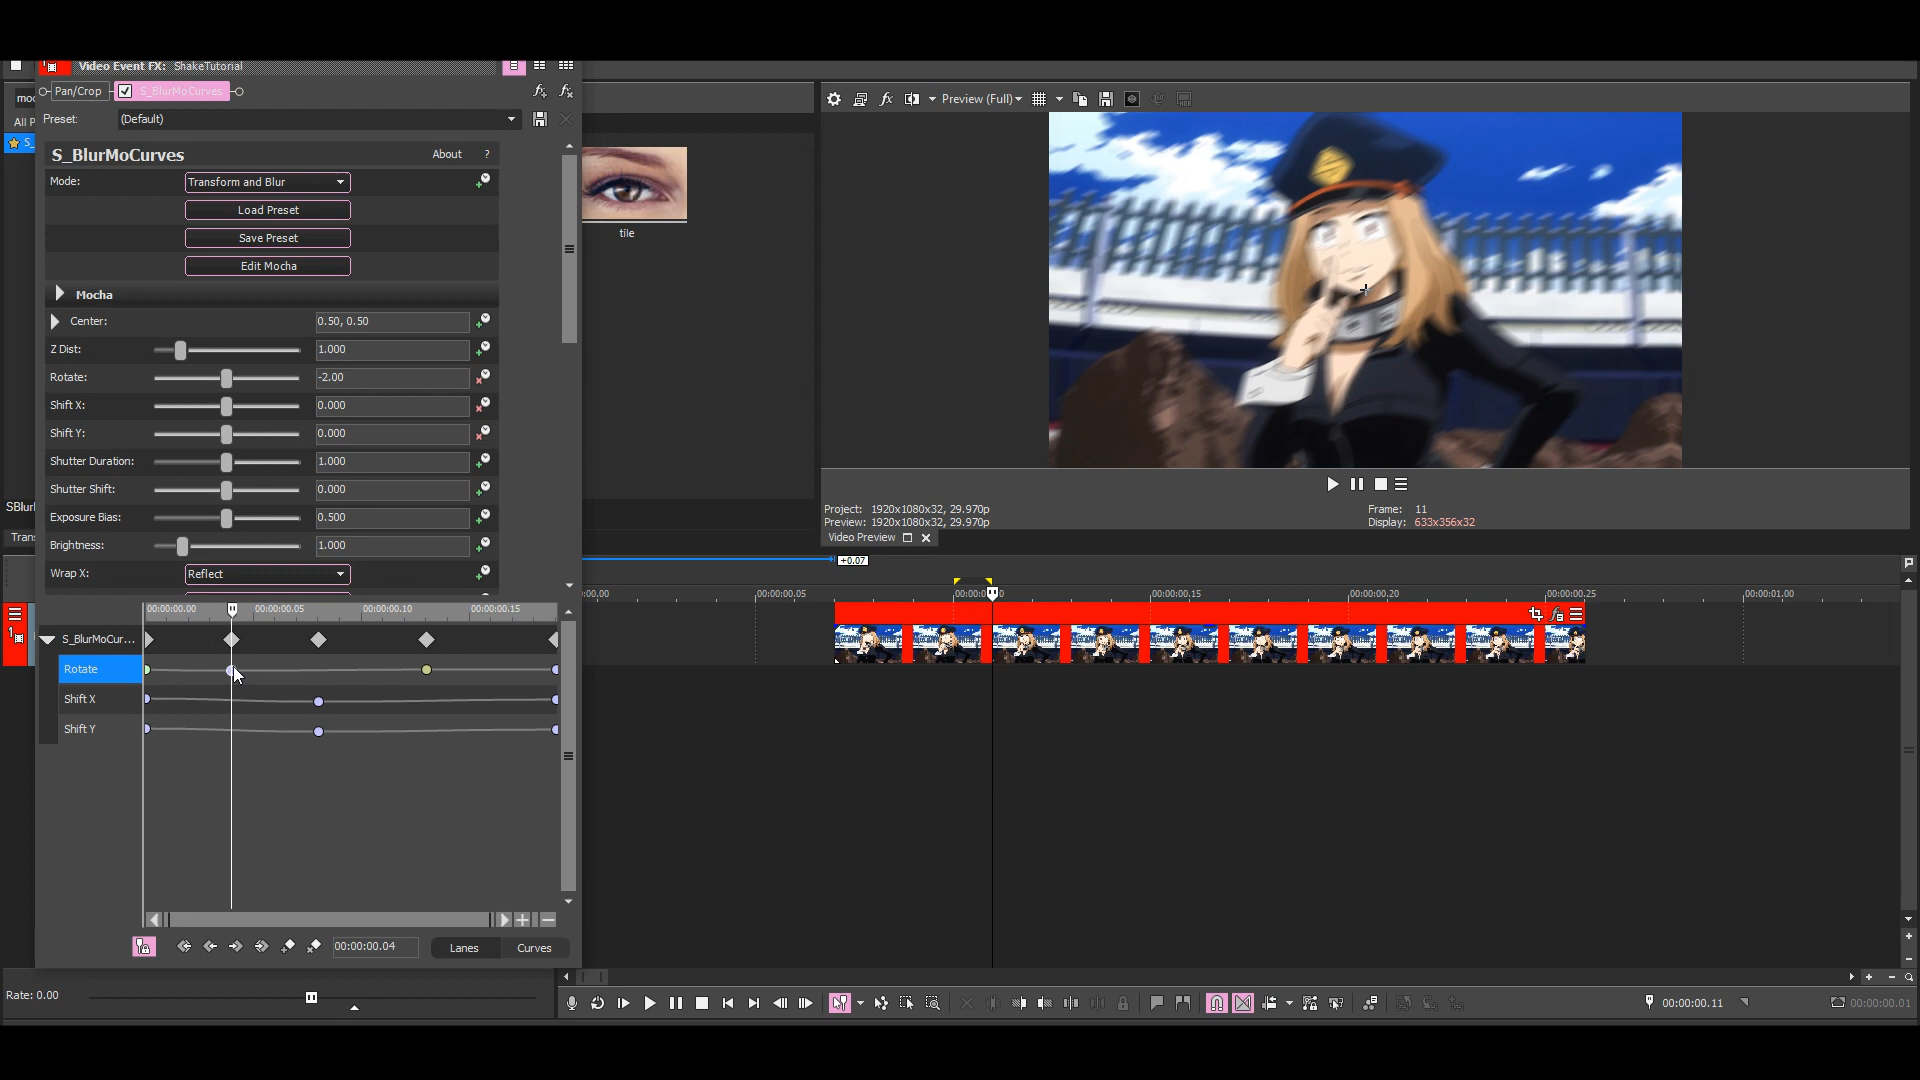 Video Event FX: ShakeTutorial
Pan/Crop
S_BlurMoCurves
Preset:
(Default)
S_BlurMoCurves
About
?
Mode:
Transform and Blur
Load Preset
Save Preset
Edit Mocha
Mocha
Center:
0.50, 0.50
Z Dist:
1.000
Rotate:
-2.00
Shift X:
0.000
Shift Y:
0.000
Shutter Duration:
1.000
Shutter Shift:
0.000
Exposure Bias:
0.500
Brightness:
1.000
Wrap X:
Reflect
00:00:00.00
00:00:00.05
00:00:00.10
00:00:00.15
S_BlurMoCur...
Rotate
Shift X
Shift Y
00:00:00.04
Lanes
Curves
Rate: 0.00
All P
S_
SBlurl
Tran
tile
Preview (Full)
Project: 1920x1080x32, 29.970p
Preview: 1920x1080x32, 29.970p
Frame: 11
Display: 633x356x32
Video Preview
+0.07
:00.00
00:00:00.05
00:00:0
0
00:00:00.15
00:00:00.20
00:00:00.25
00:00:01.00
00:00:00.11
00:00:00.01